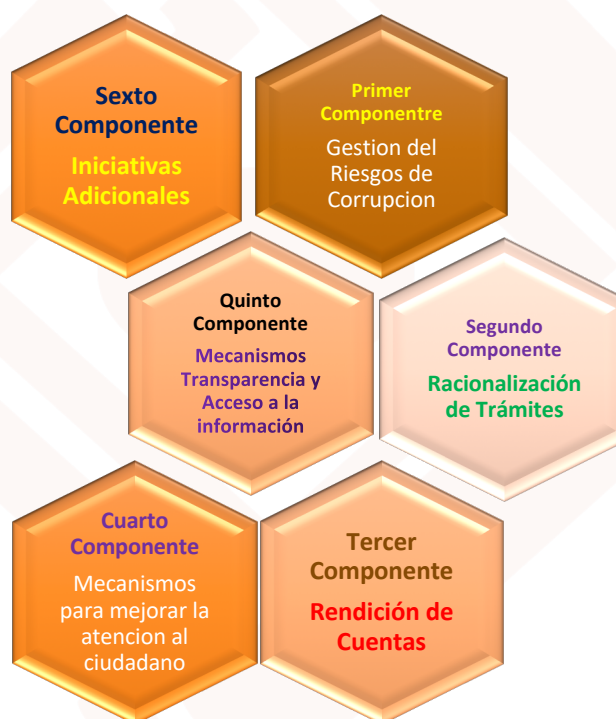 Sexto
Componente
Iniciativas
Adicionales
Primer
Componentre
Gestion del
Riesgos de
Corrupcion
Quinto
Componente
Mecanismos
Transparencia y
Acceso a la
información
Segundo
Componente
Racionalización
de Trámites
Cuarto
Componente
Mecanismos
para mejorar la
atencion al
ciudadano
Tercer
Componente
Rendición de
Cuentas